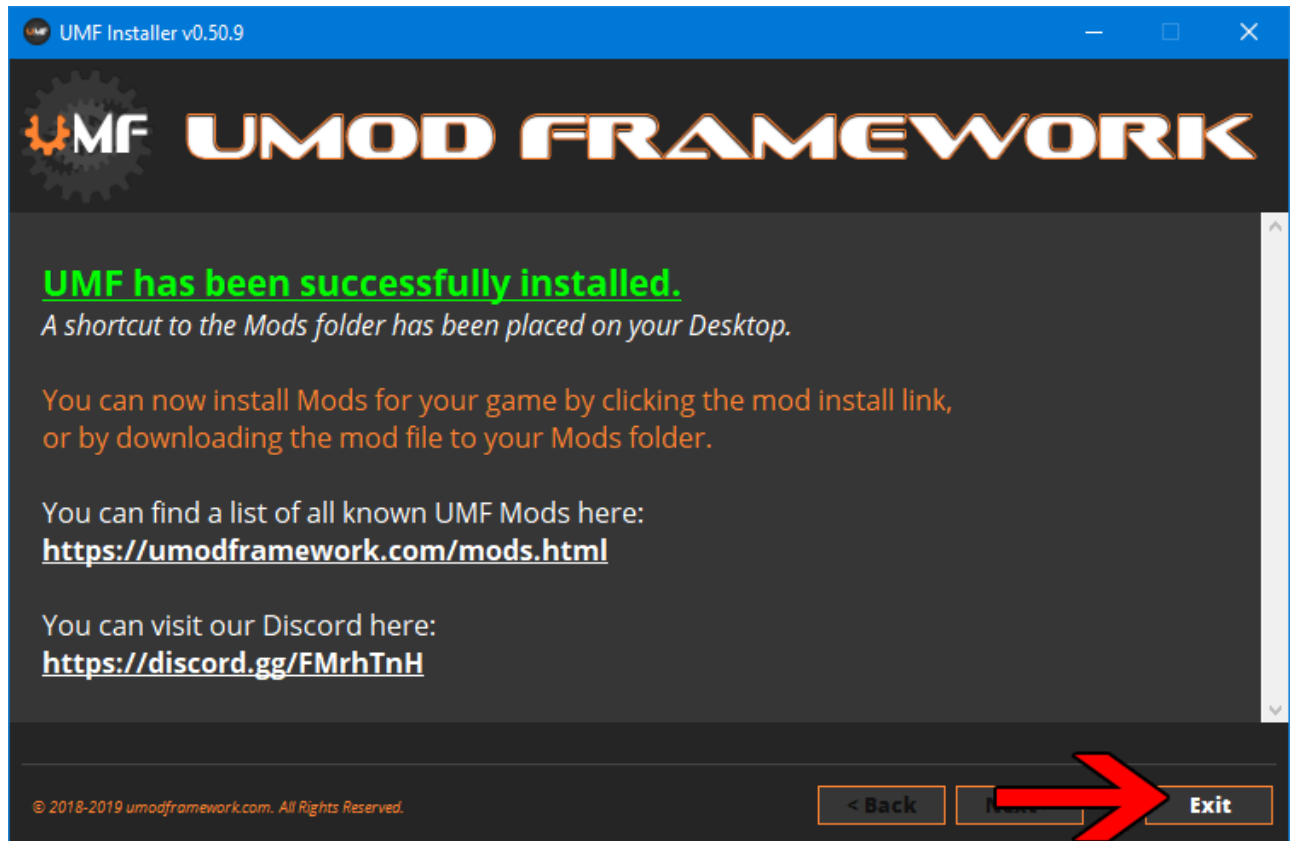 UMF Installer v0.50.9
UMF UMOD FRAMEWORK
UMF has been successfully installed.
A shortcut to the Mods folder has been placed on your Desktop.
You can now install Mods for your game by clicking the mod install link,
or by downloading the mod file to your Mods folder.
You can find a list of all known UMF Mods here:
https://umodframework.com/mods.html
You can visit our Discord here:
https://discord.gg/FMrhTnH
© 2018-2019 umodframework.com. All Rights Reserved.
< Back Exit